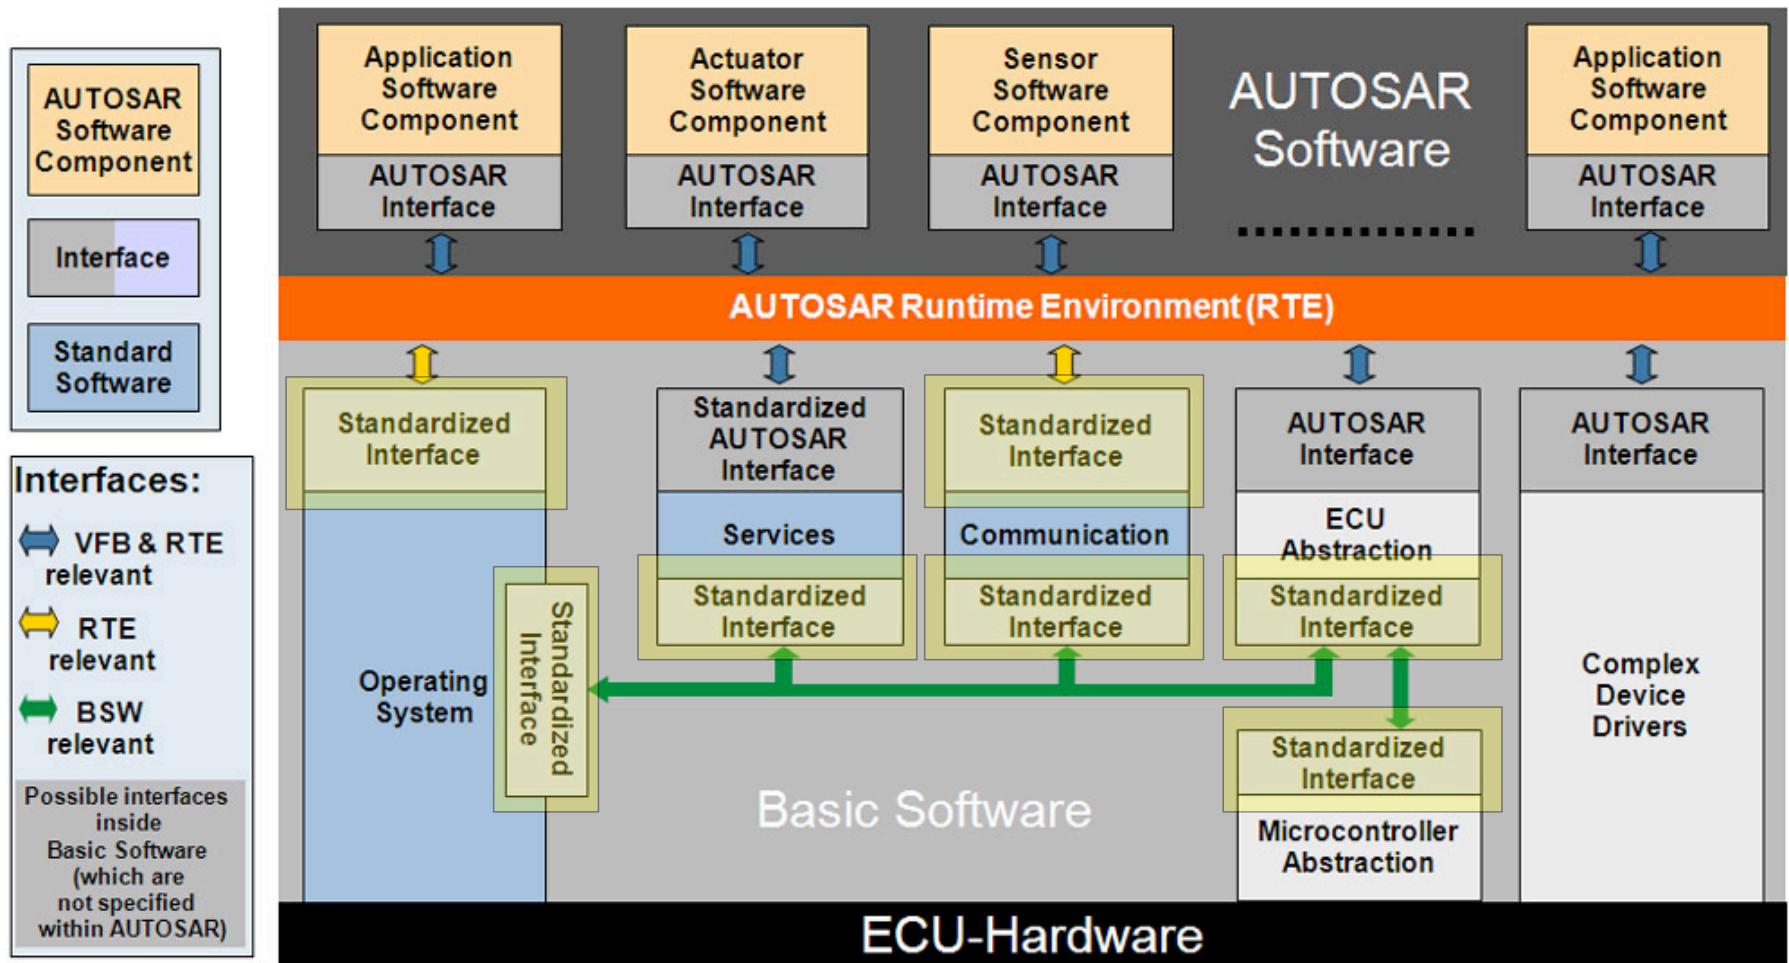 AUTOSAR
Software
Component
Interface
Standard
Software
Interfaces:
VFB & RTE
relevant
RTE
relevant
BSW
relevant
Possible interfaces
inside
Basic Software
(which are
not specified
within AUTOSAR)
Application
Software
Component
AUTOSAR
Interface
Actuator
Software
Component
AUTOSAR
Interface
Sensor
Software
Component
AUTOSAR
Interface
AUTOSAR
Software
..............
Application
Software
Component
AUTOSAR
Interface
AUTOSAR Runtime Environment (RTE)
Standardized
Interface
Operating
System
Standardized
Interface
Standardized
AUTOSAR
Interface
Services
Standardized
Interface
Standardized
Interface
Communication
Standardized
Interface
AUTOSAR
Interface
ECU
Abstraction
Standardized
Interface
Standardized
Interface
Microcontroller
Abstraction
AUTOSAR
Interface
Complex
Device
Drivers
Basic Software
ECU-Hardware